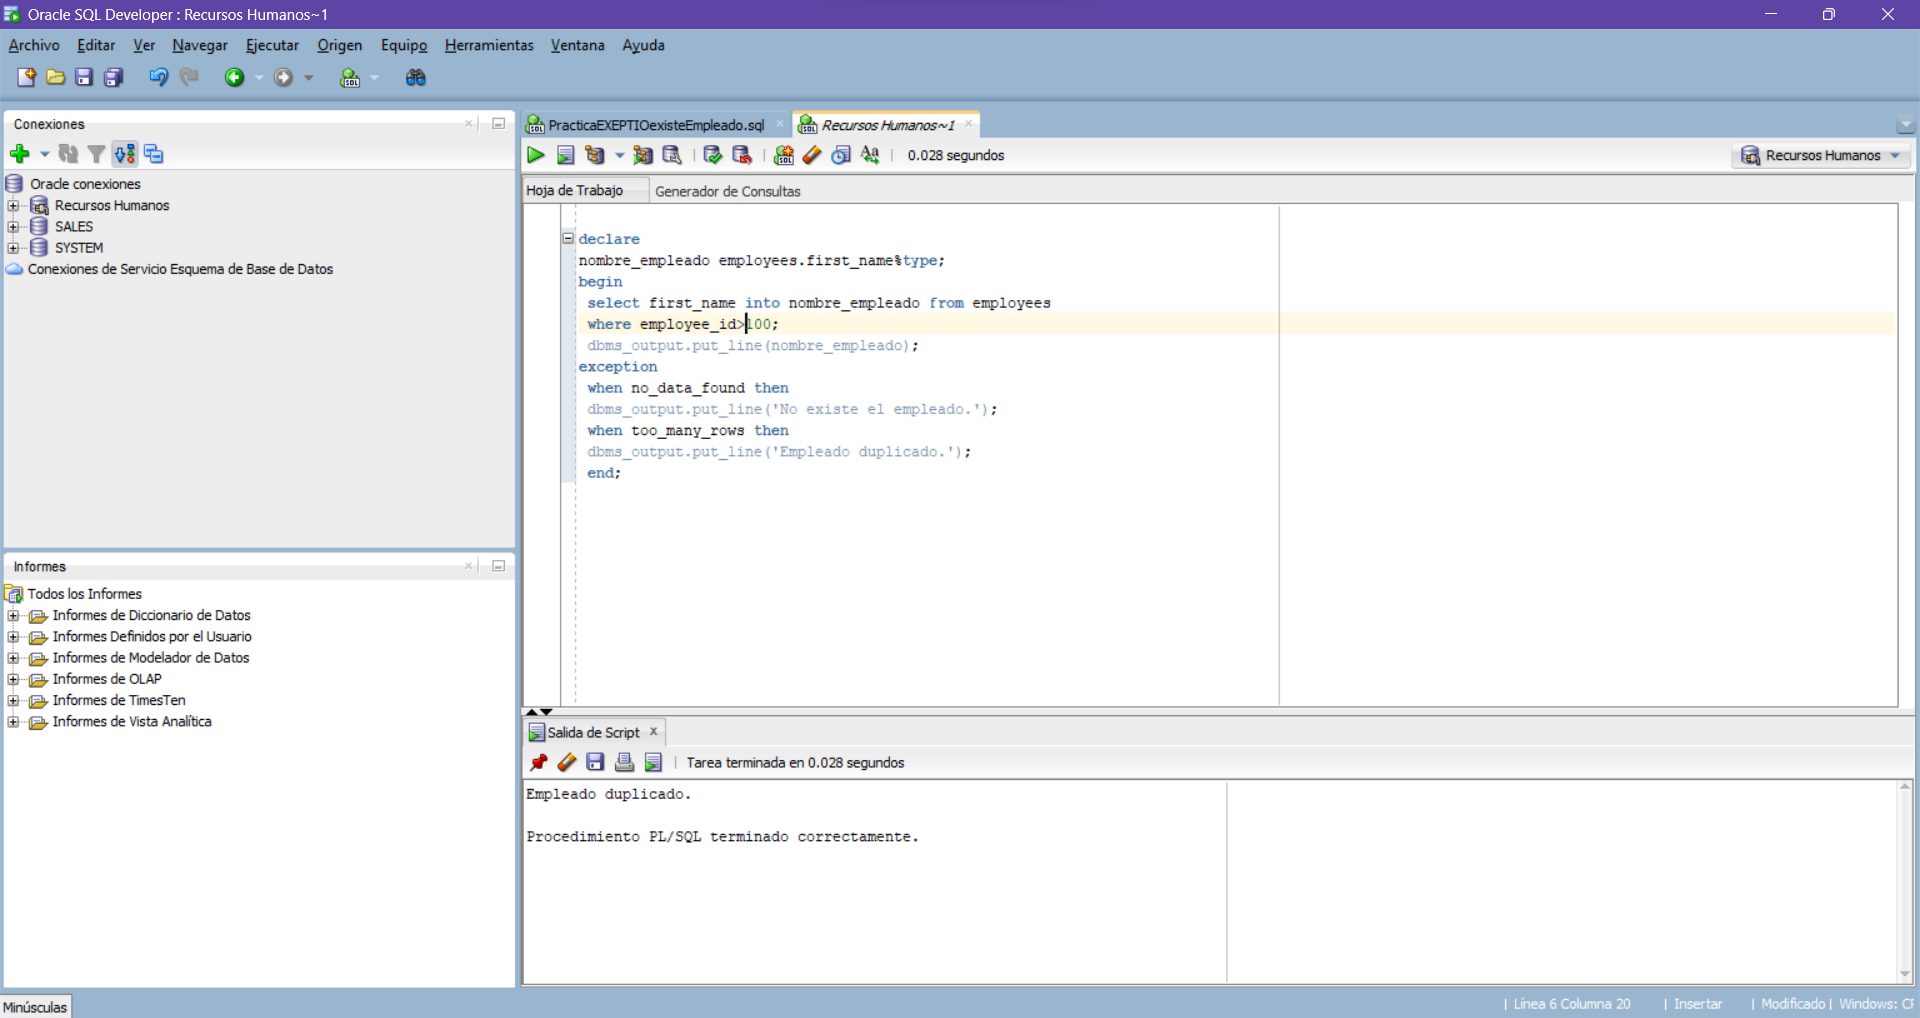 Oracle SQL Developer : Recursos Humanos~1
Archivo Editar Ver Navegar Ejecutar Origen Equipo Herramientas Ventana Ayuda
Conexiones
Oracle conexiones
Recursos Humanos
SALES
SYSTEM
Conexiones de Servicio Esquema de Base de Datos
Informes
Todos los Informes
Informes de Diccionario de Datos
Informes Definidos por el Usuario
Informes de Modelador de Datos
Informes de OLAP
Informes de TimesTen
Informes de Vista Analítica
PracticaEXEPTIOexisteEmpleado.sql
Recursos Humanos~1
0.028 segundos
Recursos Humanos
Hoja de Trabajo
Generador de Consultas
declare
nombre_empleado employees.first_name%type;
begin
select first_name into nombre_empleado from employees
where employee_id>100;
dbms_output.put_line(nombre_empleado);
exception
when no_data_found then
dbms_output.put_line('No existe el empleado.');
when too_many_rows then
dbms_output.put_line('Empleado duplicado.');
end;
Salida de Script
Tarea terminada en 0.028 segundos
Empleado duplicado.
Procedimiento PL/SQL terminado correctamente.
Minúsculas
| Línea 6 Columna 20 | Insertar | Modificado | Windows: